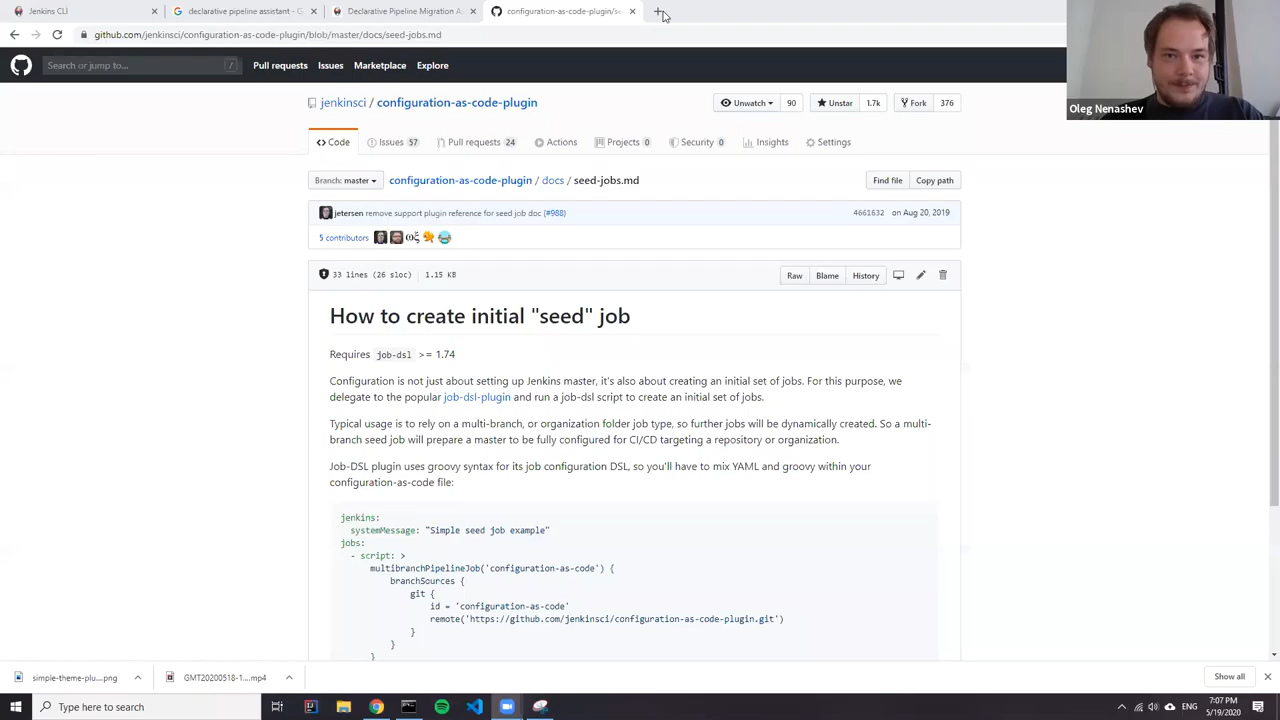 Jenkins CLI
declarative pipeline assistant - G
Declarative Pipeline Migration A
configuration-as-code-plugin/se
github.com/jenkinsci/configuration-as-code-plugin/blob/master/docs/seed-jobs.md
Search or jump to...
/
Pull requests
Issues
Marketplace
Explore
Oleg Nenashev
jenkinsci / configuration-as-code-plugin
Unwatch 90
Unstar 1.7k
Fork 376
Code
Issues 57
Pull requests 24
Actions
Projects 0
Security 0
Insights
Settings
Branch: master
configuration-as-code-plugin / docs / seed-jobs.md
Find file
Copy path
jetersen remove support plugin reference for seed job doc (#988)
4661632 on Aug 20, 2019
5 contributors
33 lines (26 sloc) 1.15 KB
Raw
Blame
History
How to create initial "seed" job
Requires job-dsl >= 1.74
Configuration is not just about setting up Jenkins master, it's also about creating an initial set of jobs. For this purpose, we
delegate to the popular job-dsl-plugin and run a job-dsl script to create an initial set of jobs.
Typical usage is to rely on a multi-branch, or organization folder job type, so further jobs will be dynamically created. So a multi-
branch seed job will prepare a master to be fully configured for CI/CD targeting a repository or organization.
Job-DSL plugin uses groovy syntax for its job configuration DSL, so you'll have to mix YAML and groovy within your
configuration-as-code file:
jenkins:
systemMessage: "Simple seed job example"
jobs:
- script: >
multibranchPipelineJob('configuration-as-code') {
branchSources {
git {
id = 'configuration-as-code'
remote('https://github.com/jenkinsci/configuration-as-code-plugin.git')
}
}
}
simple-theme-plu....png
GMT20200518-1....mp4
Show all
Type here to search
ENG
7:07 PM
5/19/2020